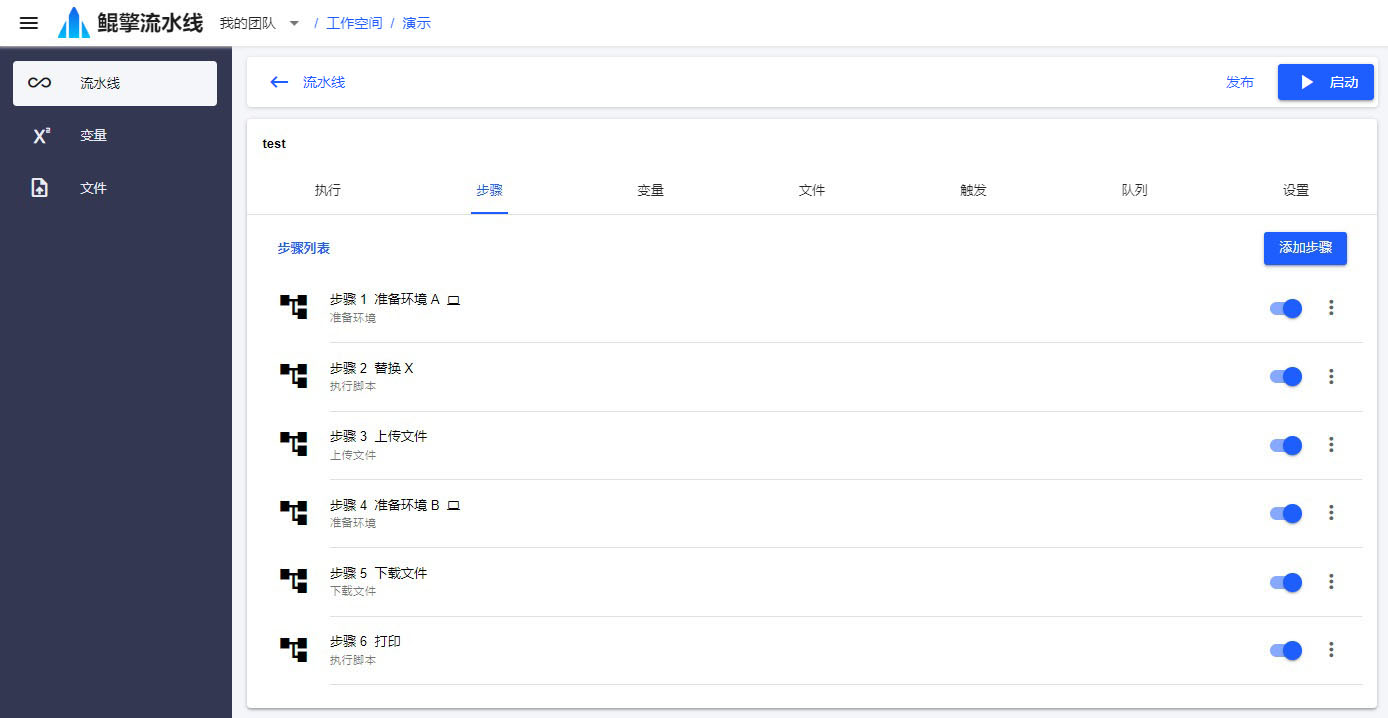 鲲擎流水线 我的团队 / 工作空间 / 演示
流水线
变量
文件
流水线 发布 启动
test
执行 步骤 变量 文件 触发 队列 设置
步骤列表 添加步骤
步骤 1 准备环境 A
准备环境
步骤 2 替换 X
执行脚本
步骤 3 上传文件
上传文件
步骤 4 准备环境 B
准备环境
步骤 5 下载文件
下载文件
步骤 6 打印
执行脚本